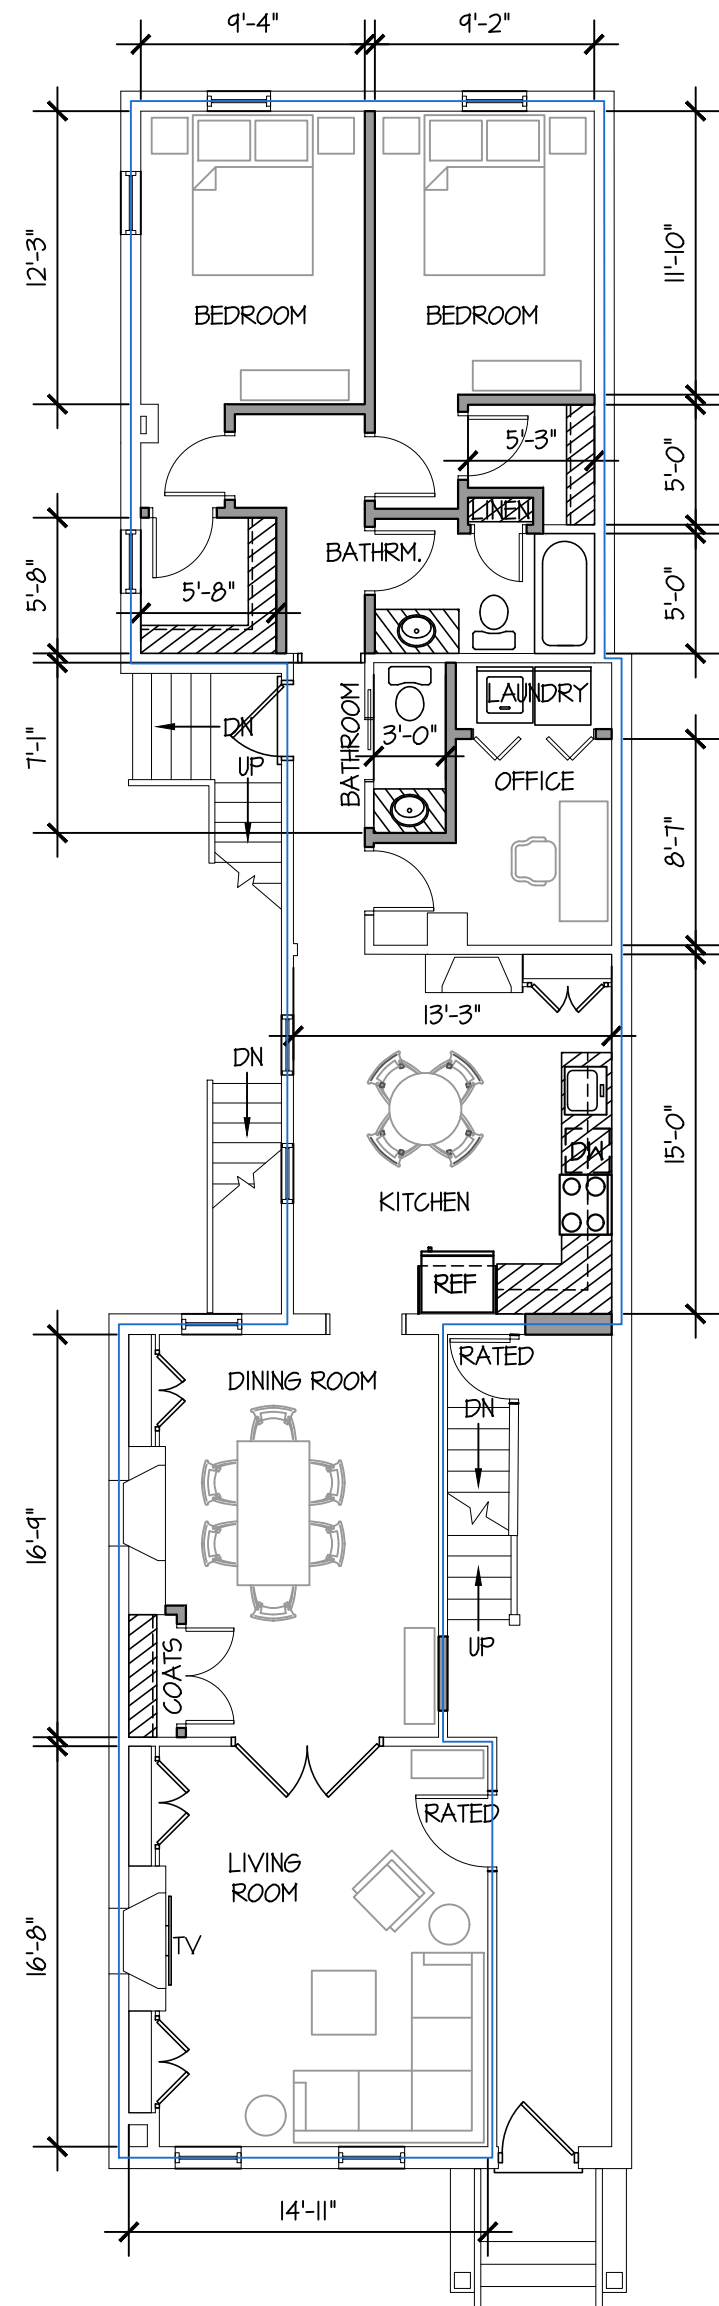 9'-4"
9'-2"
12'-3"
11'-10"
BEDROOM
BEDROOM
5'-3"
5'-0"
LINEN
BATHRM.
5'-8"
5'-8"
5'-0"
LAUNDRY
DN
BATHROOM
3'-0"
7'-1"
UP
OFFICE
8'-7"
13'-3"
DN
15'-0"
DW
KITCHEN
REF
RATED
DINING ROOM
DN
16'-9"
UP
COATS
RATED
LIVING
ROOM
TV
16'-8"
14'-11"